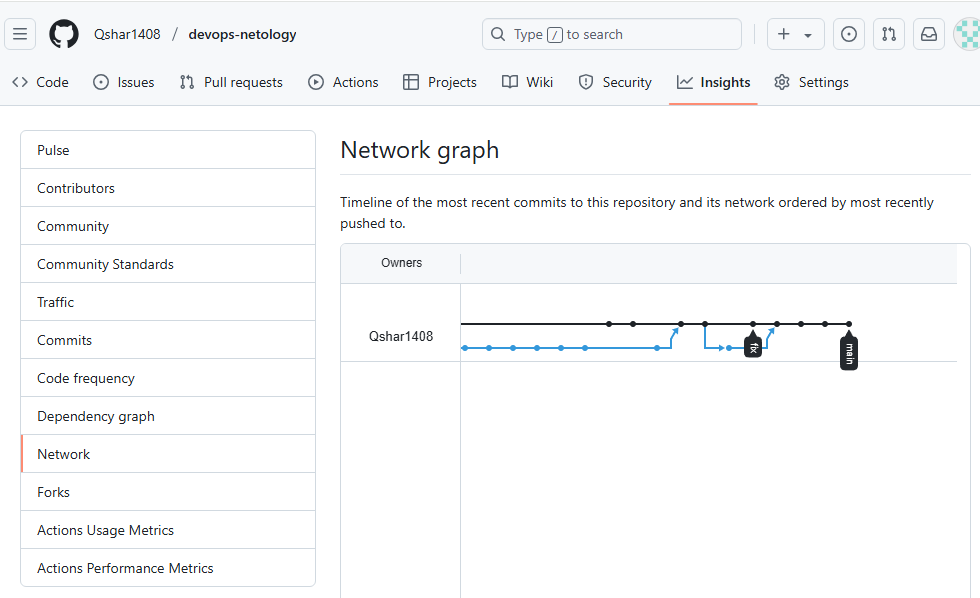 Qshar1408 / devops-netology
Type / to search
Code Issues Pull requests Actions Projects Wiki Security Insights Settings
Pulse
Contributors
Community
Community Standards
Traffic
Commits
Code frequency
Dependency graph
Network
Forks
Actions Usage Metrics
Actions Performance Metrics
Network graph
Timeline of the most recent commits to this repository and its network ordered by most recently
pushed to.
Owners
Qshar1408
fix
main